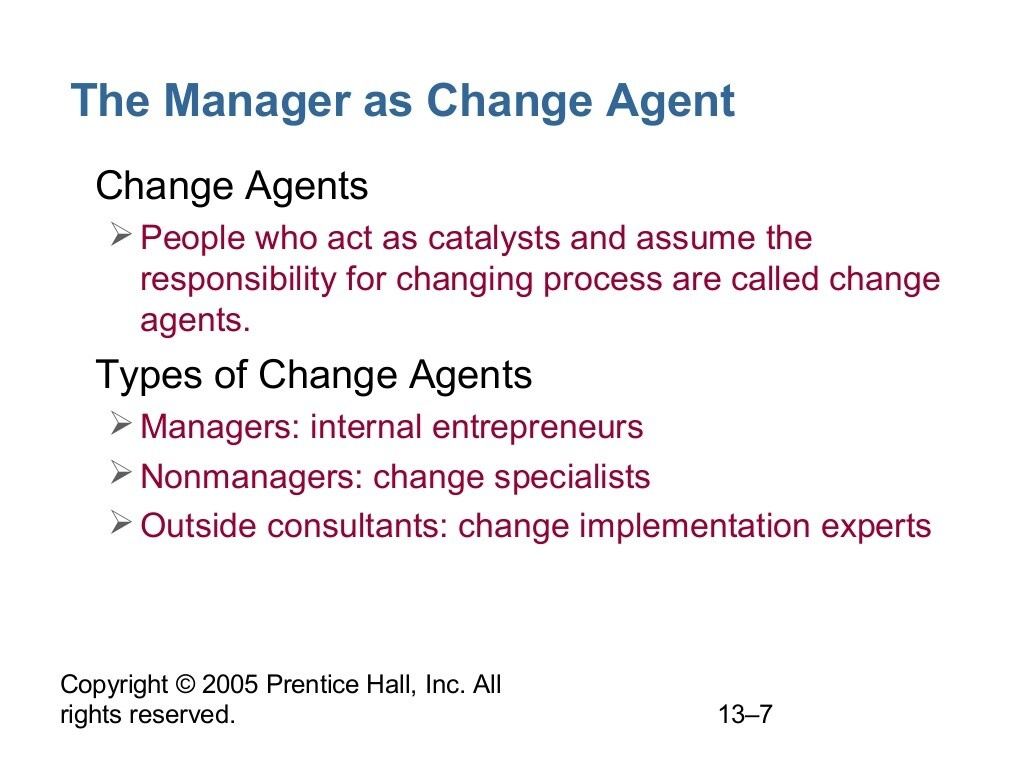 The Manager as Change Agent
Change Agents
People who act as catalysts and assume the
responsibility for changing process are called change
agents.
Types of Change Agents
Managers: internal entrepreneurs
Nonmanagers: change specialists
Outside consultants: change implementation experts
Copyright © 2005 Prentice Hall, Inc. All
rights reserved.
13–7